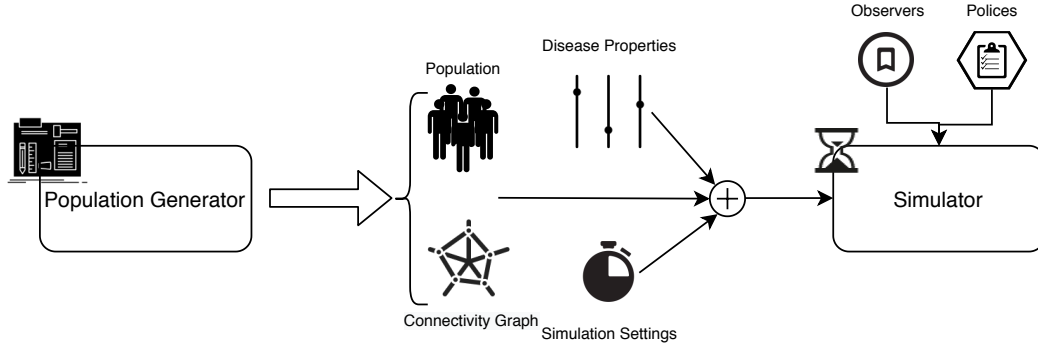 Observers
Polices
Disease Properties
Population
Population Generator
Simulator
Connectivity Graph
Simulation Settings